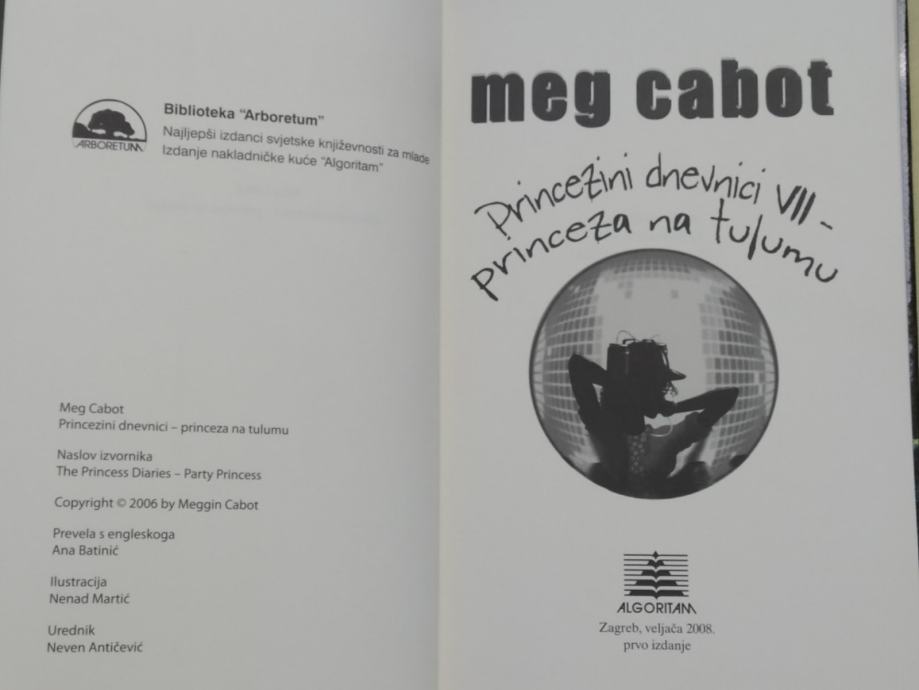 ARBORETUM
Biblioteka "Arboretum"
Najljepši izdanci svjetske književnosti za mlade
Izdanje nakladničke kuće "Algoritam"
Meg Cabot
Princezini dnevnici – princeza na tulumu
Naslov izvornika
The Princess Diaries – Party Princess
Copyright © 2006 by Meggin Cabot
Prevela s engleskoga
Ana Batinić
Ilustracija
Nenad Martić
Urednik
Neven Antičević
meg cabot
Princezini dnevnici VII –
princeza na tulumu
ALGORITAM
Zagreb, veljača 2008.
prvo izdanje